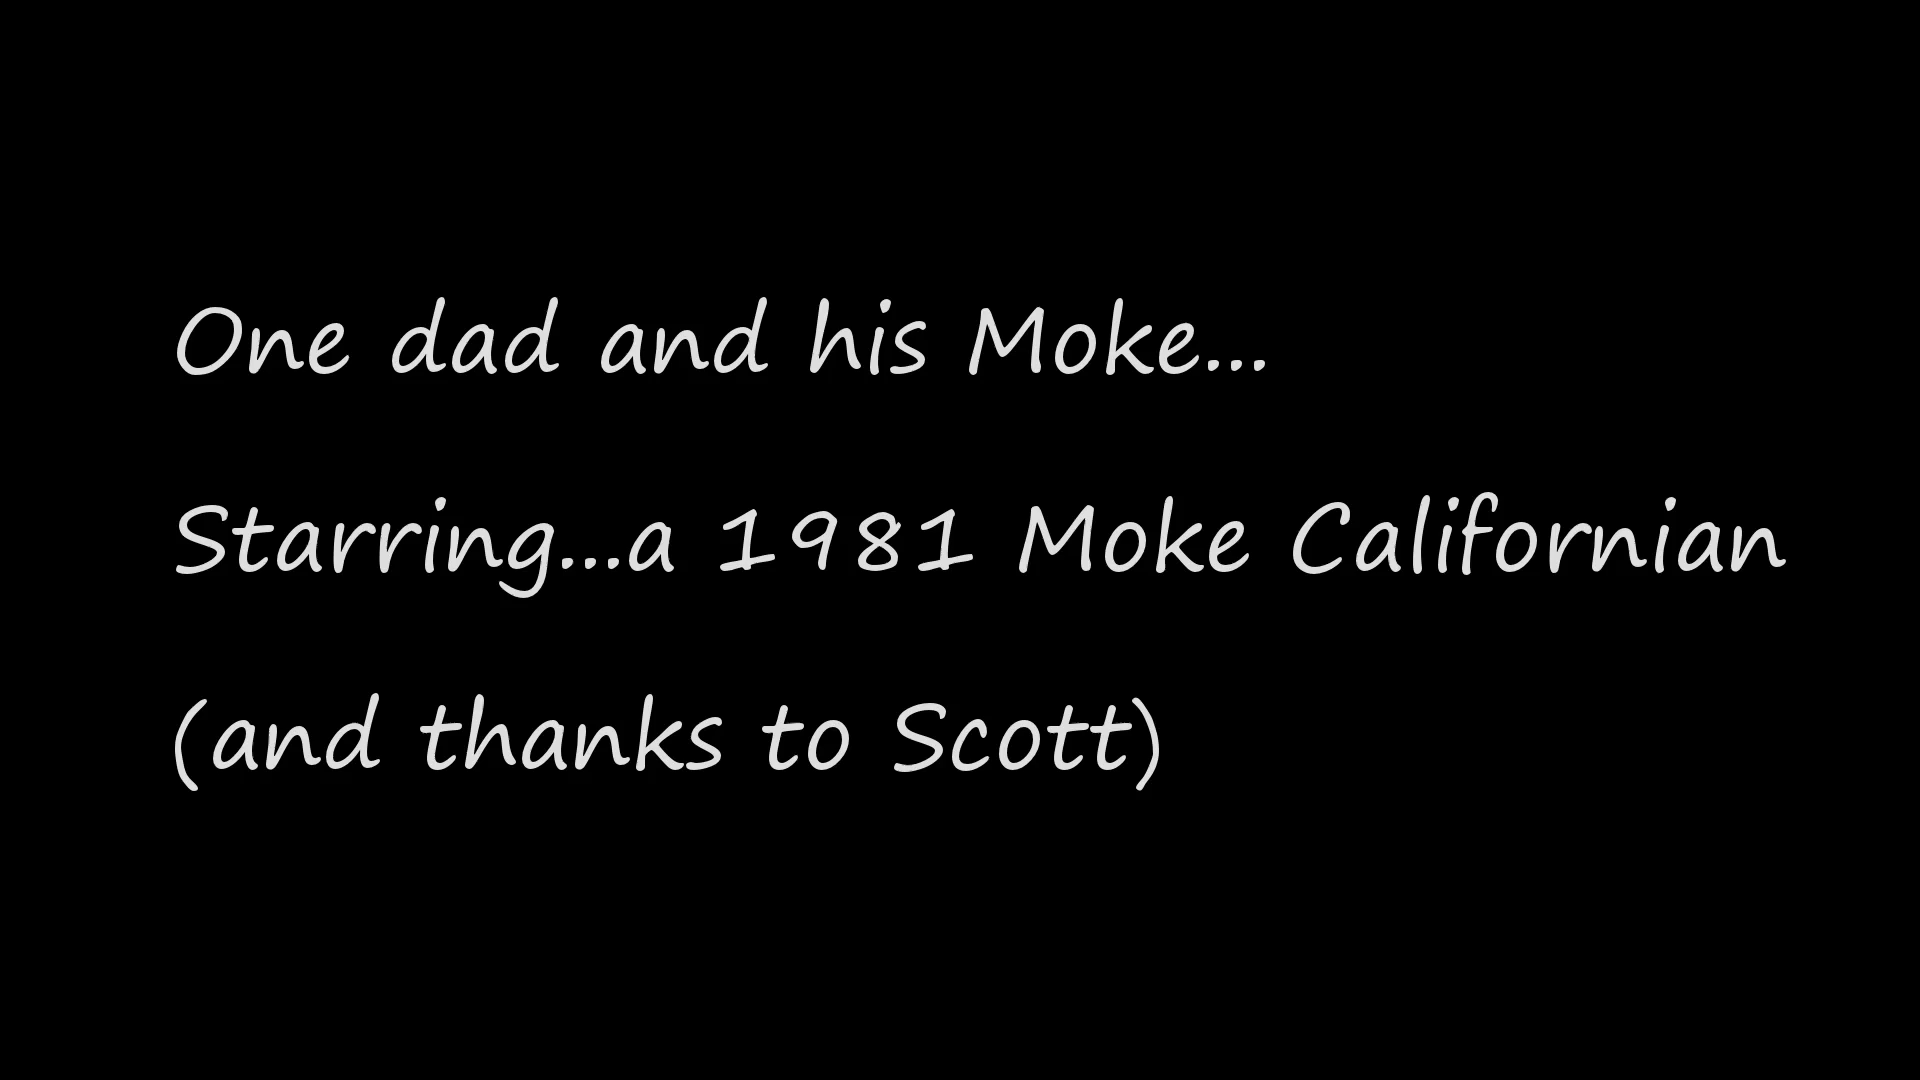 One dad and his Moke...
Starring...a 1981 Moke Californian
(and thanks to Scott)